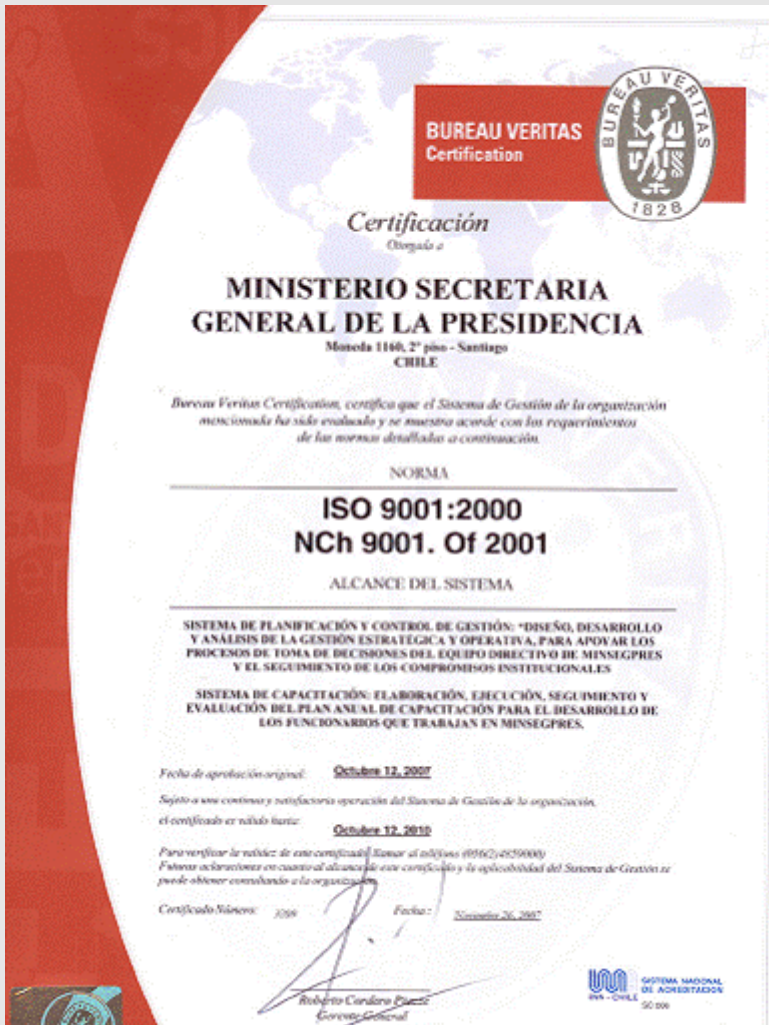 BUREAU VERITAS
Certification
BUREAU VERITAS
1828
Certificación
Otorgada a
MINISTERIO SECRETARIA
GENERAL DE LA PRESIDENCIA
Moneda 1160, 2º piso - Santiago
CHILE
Bureau Veritas Certification, certifica que el Sistema de Gestión de la organización
mencionada ha sido evaluado y se muestra acorde con los requerimientos
de las normas detalladas a continuación.
NORMA
ISO 9001:2000
NCh 9001. Of 2001
ALCANCE DEL SISTEMA
SISTEMA DE PLANIFICACIÓN Y CONTROL DE GESTIÓN: "DISEÑO, DESARROLLO
Y ANÁLISIS DE LA GESTIÓN ESTRATÉGICA Y OPERATIVA, PARA APOYAR LOS
PROCESOS DE TOMA DE DECISIONES DEL EQUIPO DIRECTIVO DE MINSEGPRES
Y EL SEGUIMIENTO DE LOS COMPROMISOS INSTITUCIONALES
SISTEMA DE CAPACITACIÓN: ELABORACIÓN, EJECUCIÓN, SEGUIMIENTO Y
EVALUACIÓN DEL PLAN ANUAL DE CAPACITACIÓN PARA EL DESARROLLO DE
LOS FUNCIONARIOS QUE TRABAJAN EN MINSEGPRES.
Fecha de aprobación original: Octubre 12, 2007
Sujeto a una continua y satisfactoria operación del Sistema de Gestión de la organización,
el certificado es válido hasta: Octubre 12, 2010
Para verificar la validez de este certificado llamar al teléfono (056(2)4829000)
Futuras aclaraciones en cuanto al alcance de este certificado y la aplicabilidad del Sistema de Gestión se
puede obtener consultando a la organización.
Certificado Número: Fecha: Noviembre 26, 2007
Roberto Cordero
Gerente General
INN - CHILE
SISTEMA NACIONAL
DE ACREDITACION